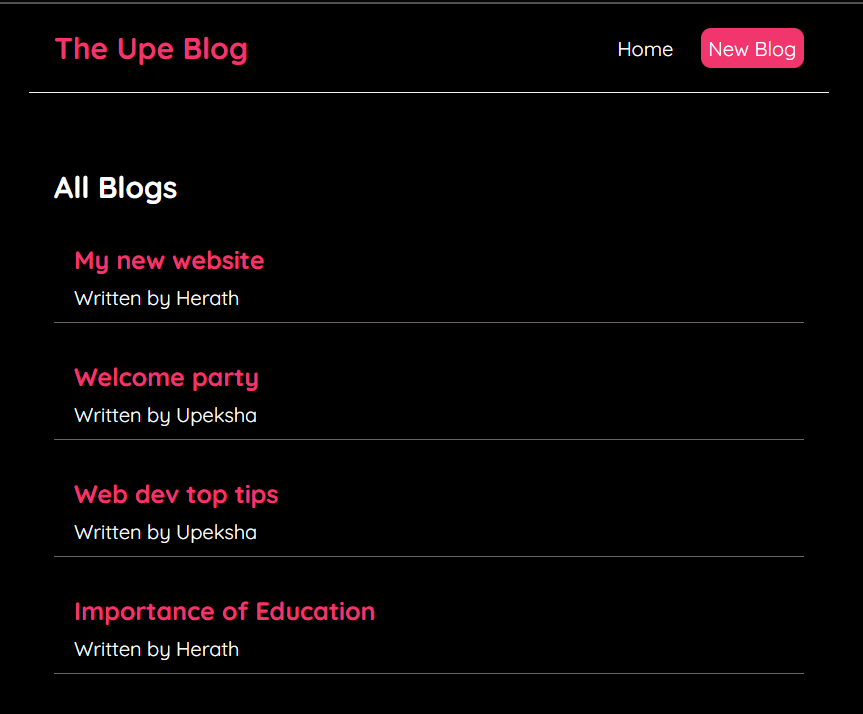 The Upe Blog
Home
New Blog
All Blogs
My new website
Written by Herath
Welcome party
Written by Upeksha
Web dev top tips
Written by Upeksha
Importance of Education
Written by Herath